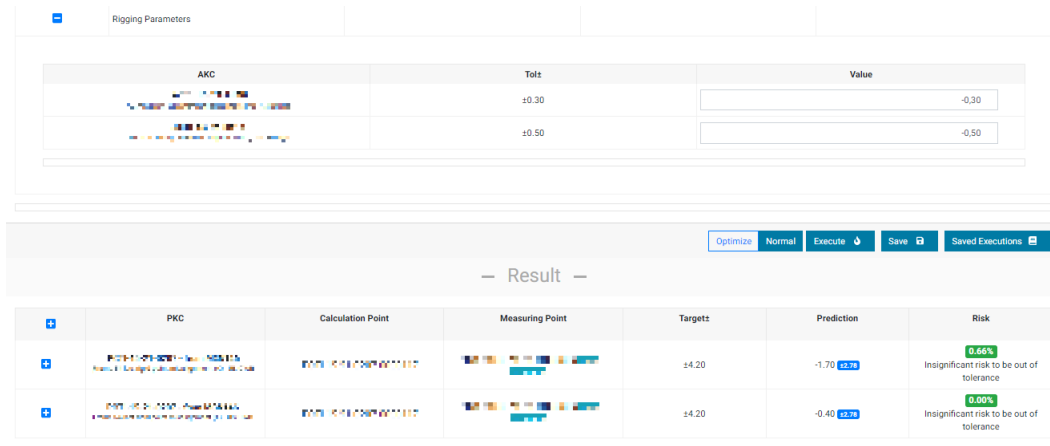 Rigging Parameters
AKC Tol± Value
±0.30 -0,30
±0.50 -0,50
Optimize Normal Execute Save Saved Executions
— Result —
PKC Calculation Point Measuring Point Target± Prediction Risk
±4.20 -1.70 ±2.78 0.66%
Insignificant risk to be out of
tolerance
±4.20 -0.40 ±2.78 0.00%
Insignificant risk to be out of
tolerance